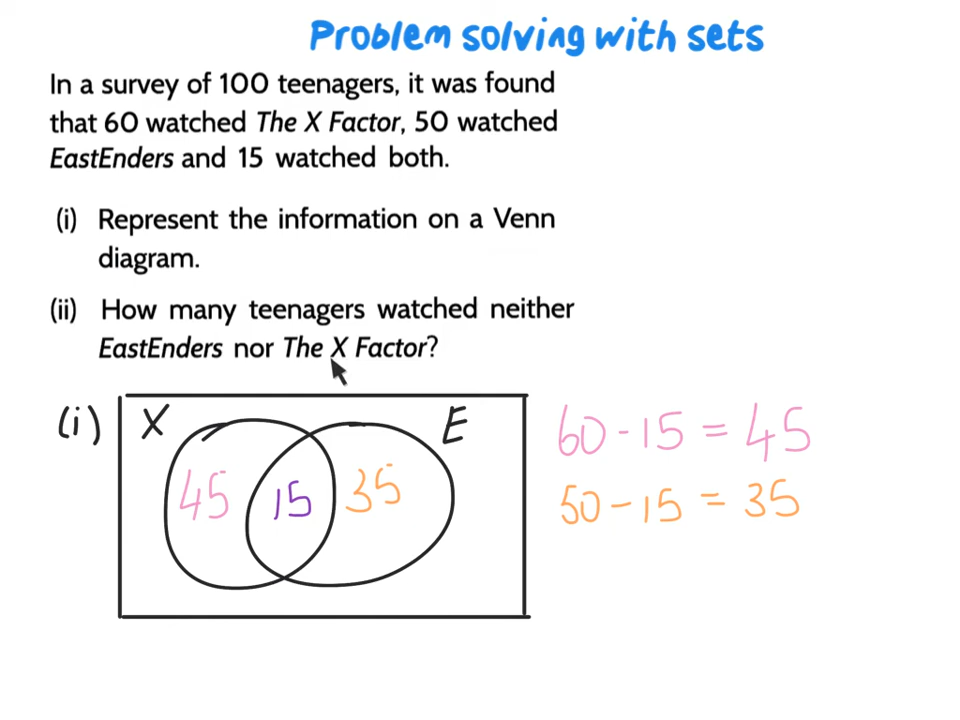 Problem solving with sets
In a survey of 100 teenagers, it was found
that 60 watched The X Factor, 50 watched
EastEnders and 15 watched both.
(i) Represent the information on a Venn
diagram.
(ii) How many teenagers watched neither
EastEnders nor The X Factor?
(i) X E
45 15 35
60 - 15 = 45
50 - 15 = 35